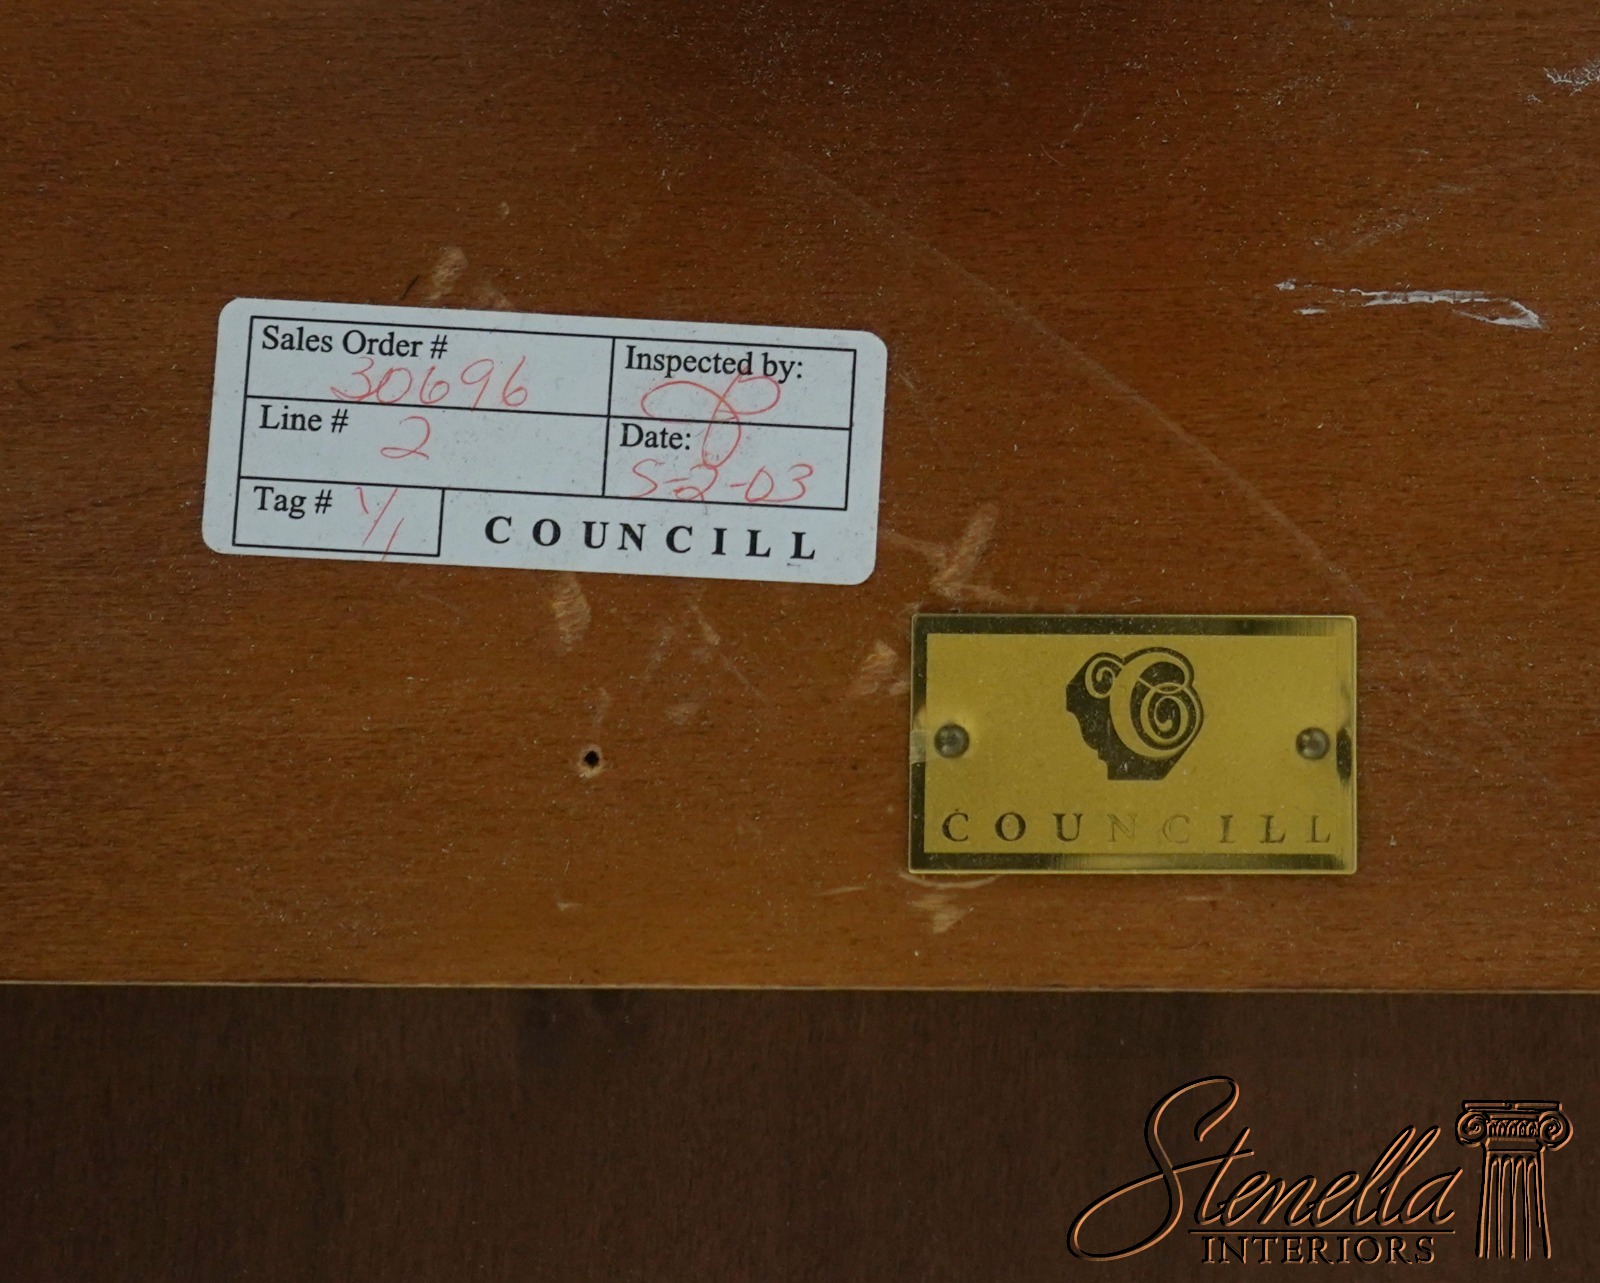 Sales Order #
30696
Inspected by:
Line #
2
Date:
5-2-03
Tag # 1/1
COUNCILL
COUNCILL
Stenella
INTERIORS